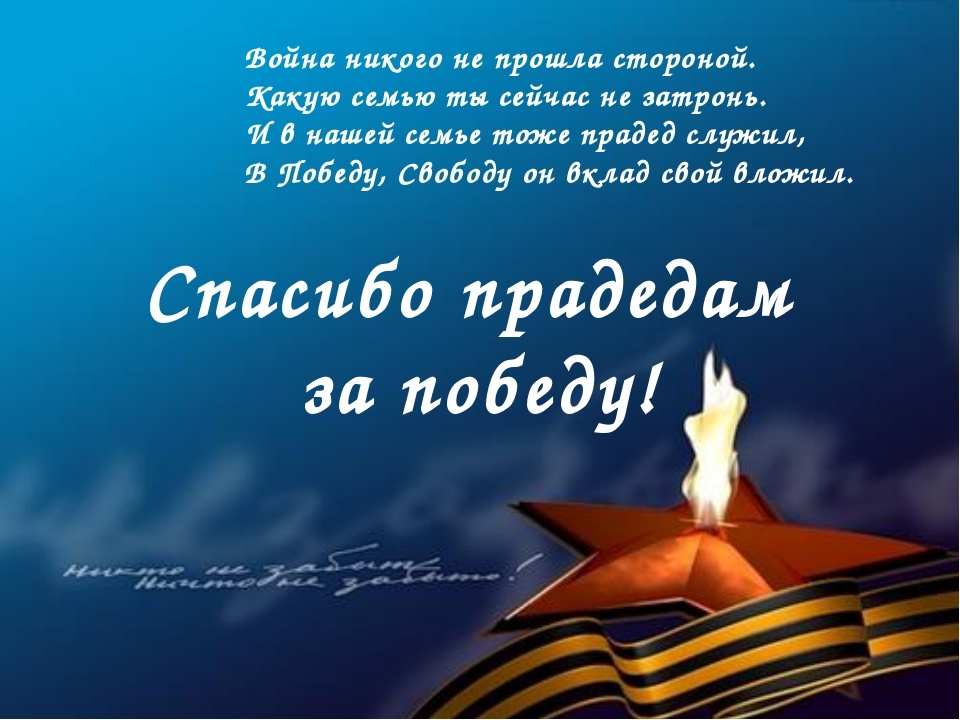 Война никого не прошла стороной.
Какую семью ты сейчас не затронь.
И в нашей семье тоже прадед служил,
В Победу, Свободу он вклад свой вложил.
Спасибо прадедам
за победу!
никто не забыт
ничто не забыто!